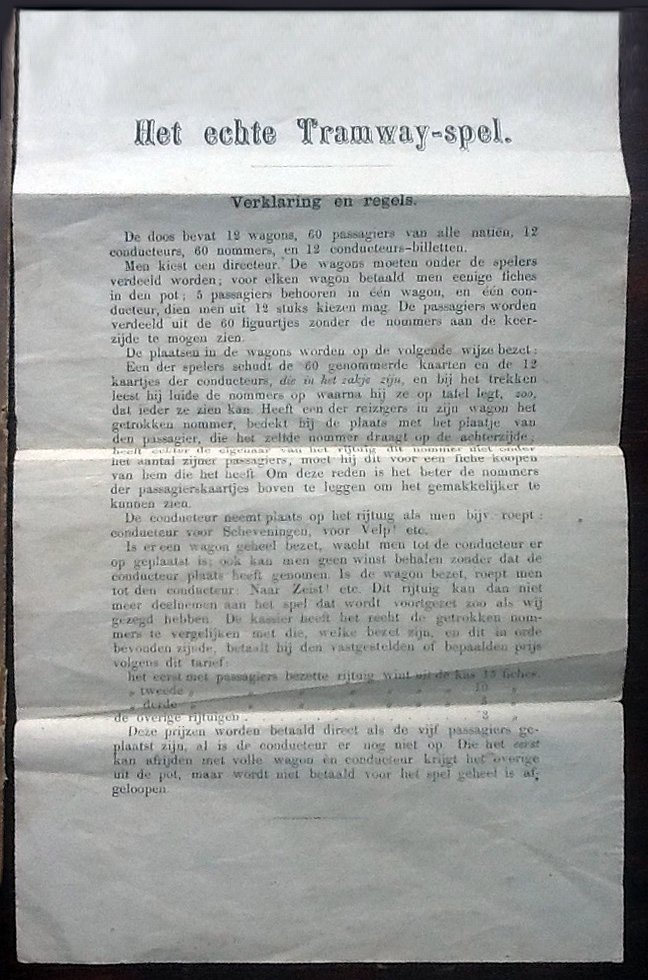 Het echte Tramway-spel.
Verklaring en regels.
De doos bevat 12 wagons, 60 passagiers van alle natiën, 12
conducteurs, 60 nommers, en 12 conducteurs-billetten.
Men kiest een directeur. De wagons moeten onder de spelers
verdeeld worden; voor elken wagon betaald men eenige fiches
in den pot; 5 passagiers behooren in één wagon, en één con-
ducteur, dien men uit 12 stuks kiezen mag. De passagiers worden
verdeeld uit de 60 figuurtjes zonder de nommers aan de keer-
zijde te mogen zien.
De plaatsen in de wagons worden op de volgende wijze bezet:
Een der spelers schudt de 60 genommerde kaarten en de 12
kaartjes der conducteurs, die in het zakje zijn, en bij het trekken
leest hij luide de nommers op waarna hij ze op tafel legt, zoo,
dat ieder ze zien kan. Heeft een der reizigers in zijn wagon het
getrokken nommer, bedekt hij de plaats met het plaatje van
den passagier, die het zelfde nommer draagt op de achterzijde;
heeft echter de eigenaar van het rijtuig dit nommer niet onder
het aantal zijner passagiers, moet hij dit voor een fiche koopen
van hem die het heeft. Om deze reden is het beter de nommers
der passagierskaartjes boven te leggen om het gemakkelijker te
kunnen zien.
De conducteur neemt plaats op het rijtuig als men bijv. roept:
conducteur voor Scheveningen, voor Velp! etc.
Is er een wagon geheel bezet, wacht men tot de conducteur er
op geplaatst is; ook kan men geen winst behalen zonder dat de
conducteur plaats heeft genomen. Is de wagon bezet, roept men
tot den conducteur: Naar Zeist! etc. Dit rijtuig kan dan niet
meer deelnemen aan het spel dat wordt voortgezet zoo als wij
gezegd hebben. De kassier heeft het recht de getrokken nom-
mers te vergelijken met die, welke bezet zijn, en dit in orde
bevonden zijnde, betaalt hij den vastgestelden of bepaalden prijs
volgens dit tarief:
het eerst met passagiers bezette rijtuig wint uit de kas 15 fiches.
„ tweede „ „ „ „ „ „ „ 10 „
„ derde „ „ „ „ „ „ „ 5 „
de overige rijtuigen „ „ „ „ 3 „
Deze prijzen worden betaald direct als de vijf passagiers ge-
plaatst zijn, al is de conducteur er nog niet op. Die het eerst
kan afrijden met volle wagon en conducteur krijgt het overige
uit de pot, maar wordt niet betaald voor het spel geheel is af-
geloopen.